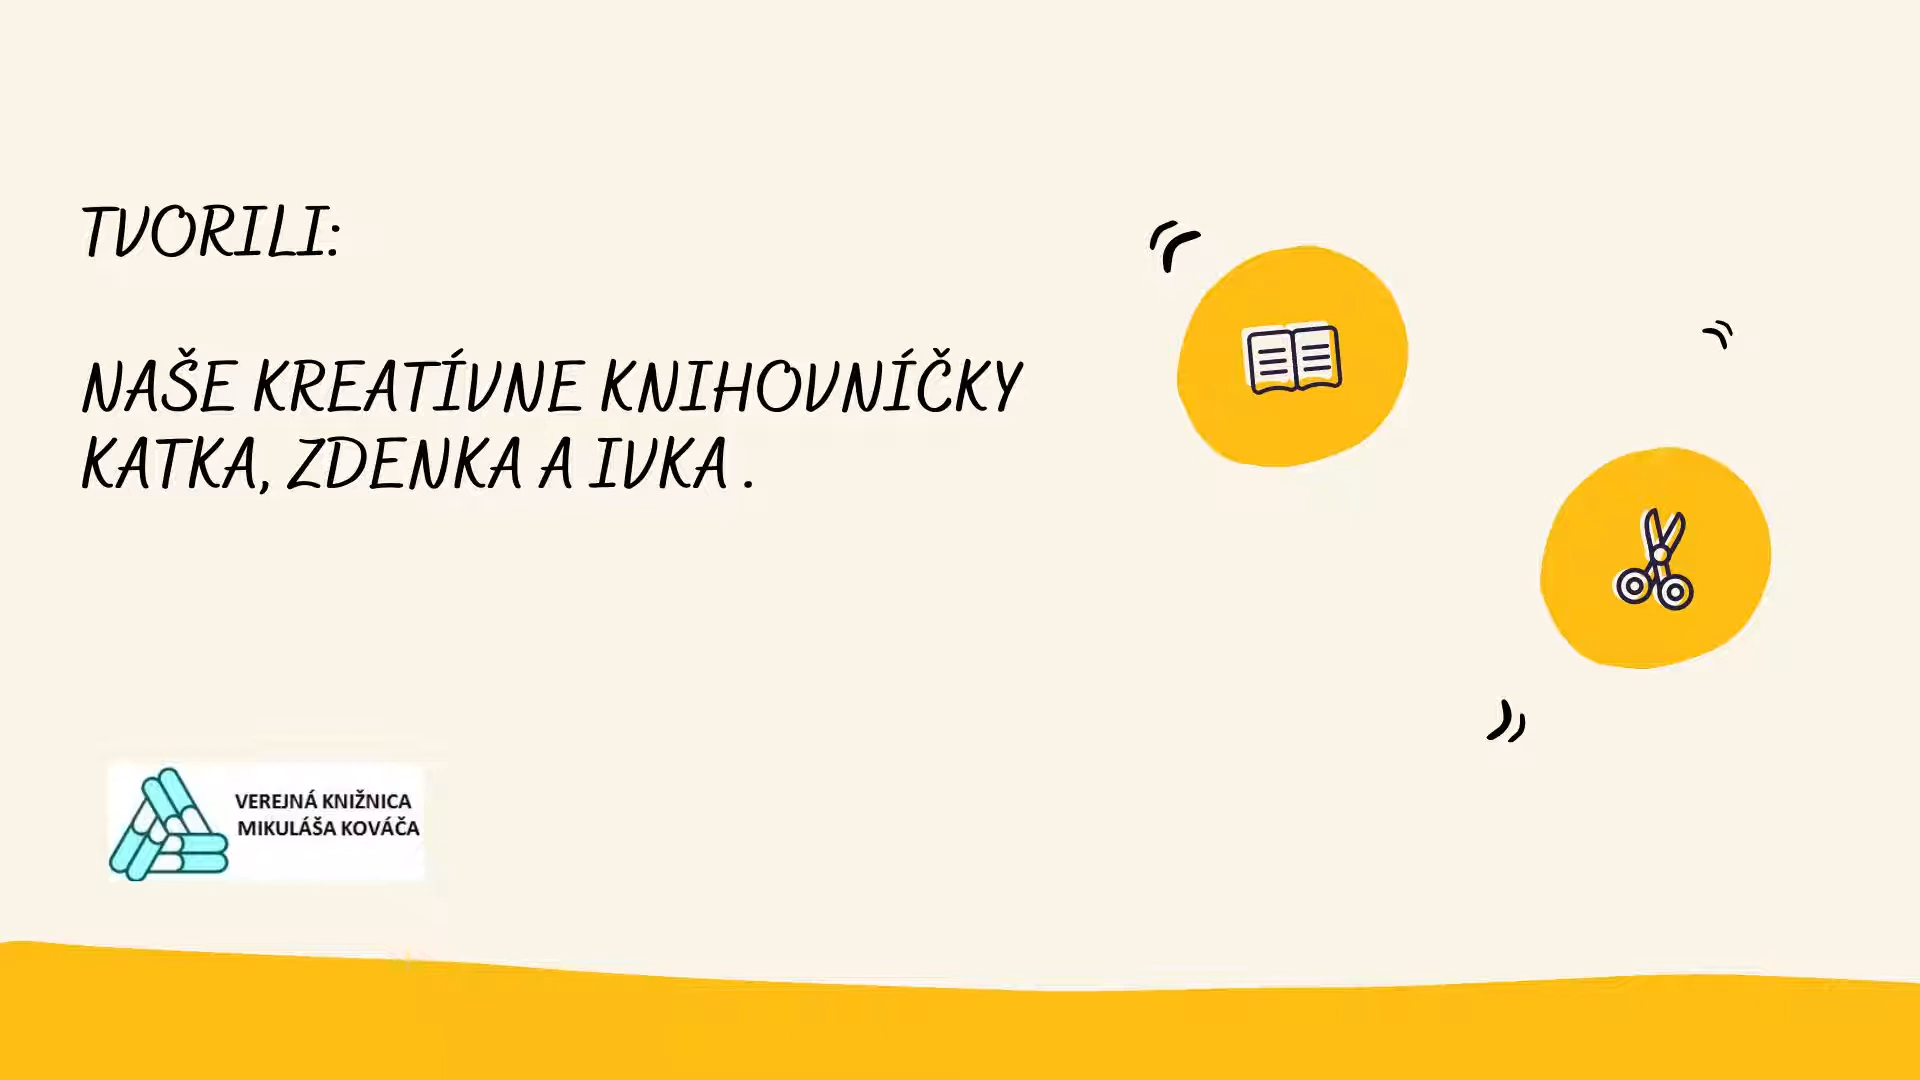 TVORILI:
NAŠE KREATÍVNE KNIHOVNÍČKY
KATKA, ZDENKA A IVKA .
VEREJNÁ KNIŽNICA
MIKULÁŠA KOVÁČA